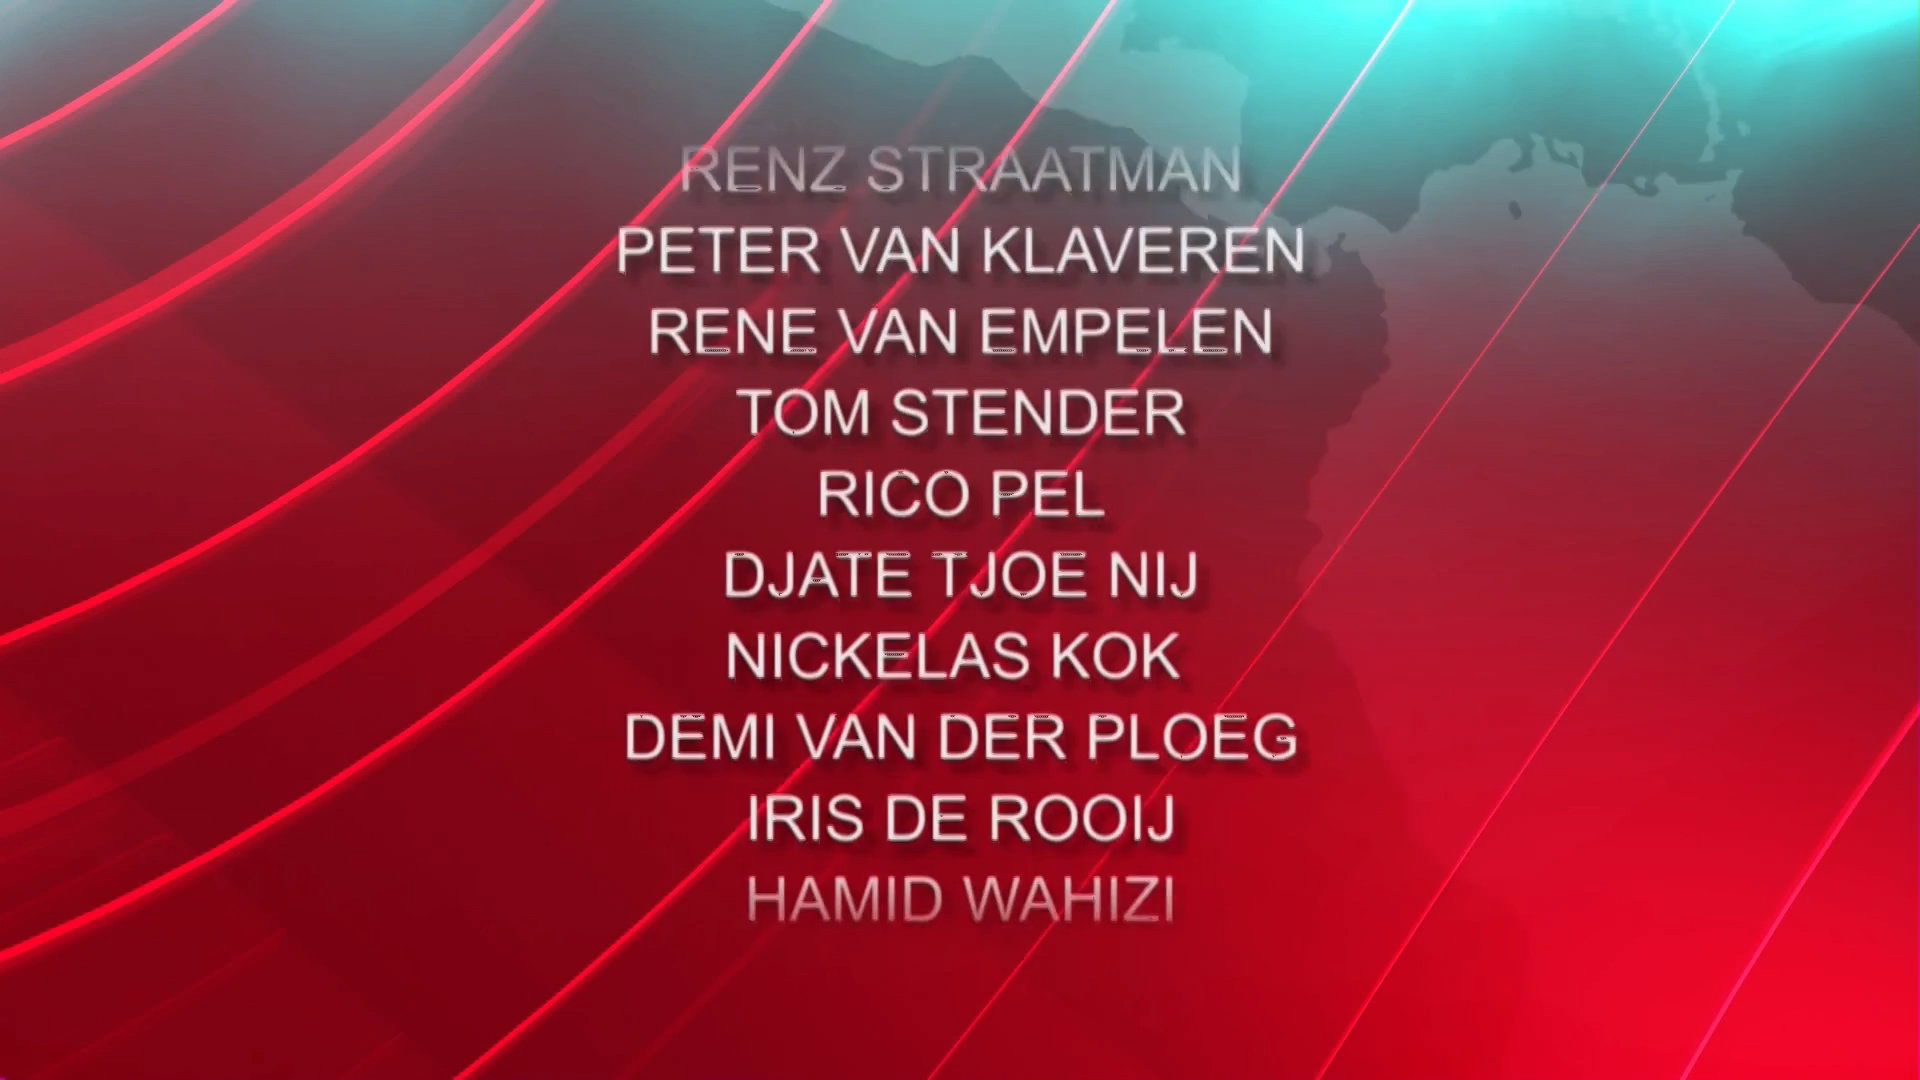 RENZ STRAATMAN
PETER VAN KLAVEREN
RENE VAN EMPELEN
TOM STENDER
RICO PEL
DJATE TJOE NIJ
NICKELAS KOK
DEMI VAN DER PLOEG
IRIS DE ROOIJ
HAMID WAHIZI